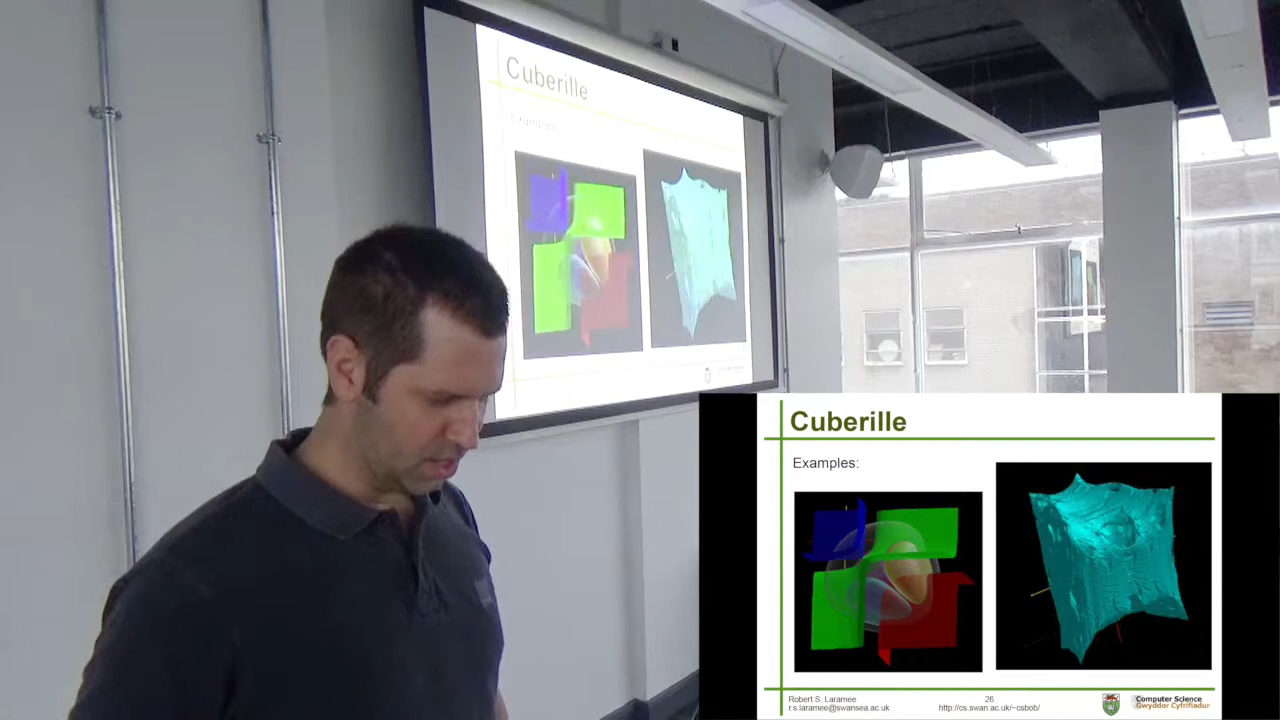 Cuberille
Cuberille
Examples:
Robert S. Laramee
r.s.laramee@swansea.ac.uk
26
http://cs.swan.ac.uk/~csbob/
Computer Science
Gwyddor Cyfrifiadur